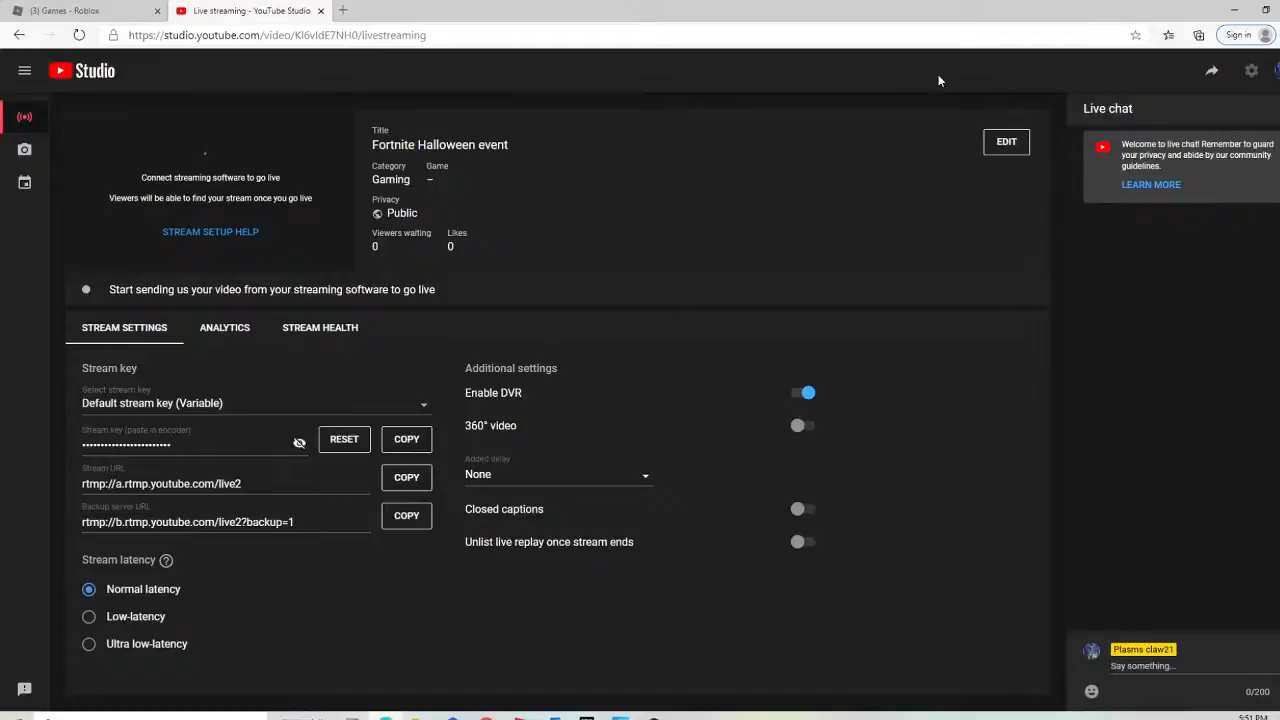 (3) Games - Roblox
Live streaming - YouTube Studio
https://studio.youtube.com/video/Kl6vIdE7NH0/livestreaming
Sign in
Studio
Connect streaming software to go live
Viewers will be able to find your stream once you go live
STREAM SETUP HELP
Title
Fortnite Halloween event
Category Game
Gaming –
Privacy
Public
Viewers waiting Likes
0 0
EDIT
Start sending us your video from your streaming software to go live
STREAM SETTINGS ANALYTICS STREAM HEALTH
Stream key
Select stream key
Default stream key (Variable)
Stream key (paste in encoder)
••••••••••••••••••••••••
RESET COPY
Stream URL
rtmp://a.rtmp.youtube.com/live2
COPY
Backup server URL
rtmp://b.rtmp.youtube.com/live2?backup=1
COPY
Stream latency
Normal latency
Low-latency
Ultra low-latency
Additional settings
Enable DVR
360° video
Added delay
None
Closed captions
Unlist live replay once stream ends
Live chat
Welcome to live chat! Remember to guard
your privacy and abide by our community
guidelines.
LEARN MORE
Plasms claw21
Say something...
0/200
5:51 PM